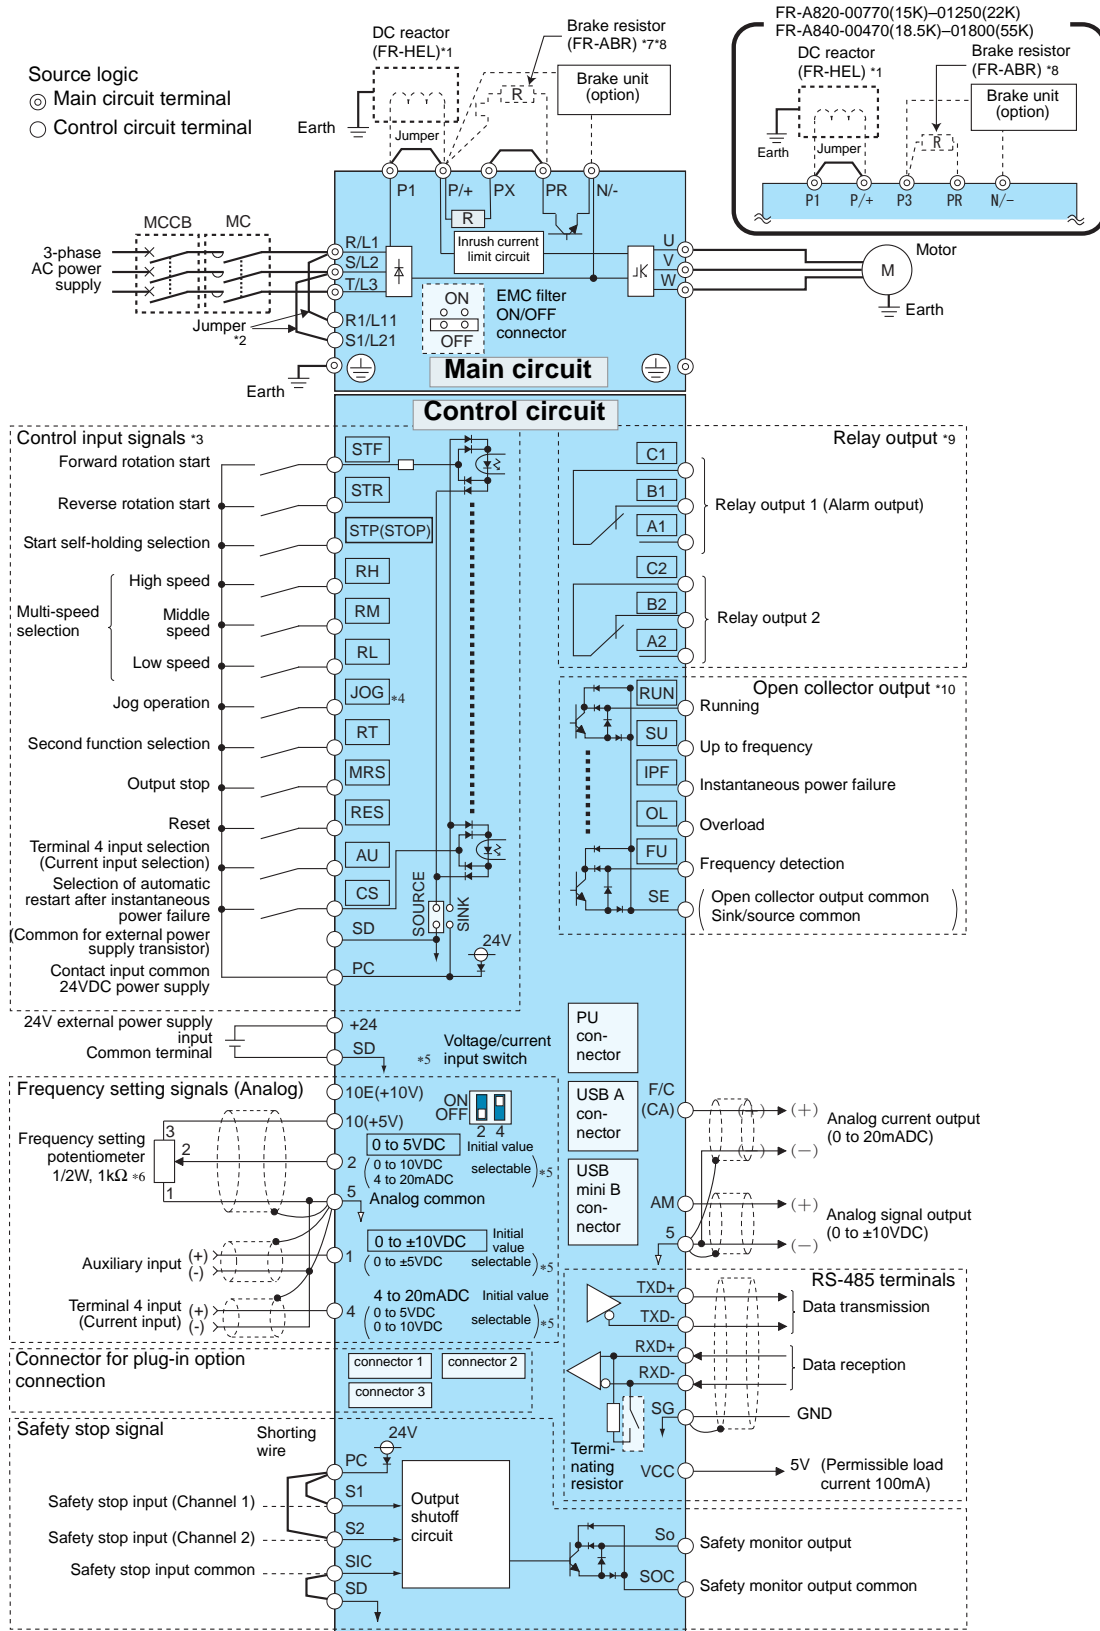 FR-A820-00770(15K)–01250(22K)
FR-A840-00470(18.5K)–01800(55K)
DC reactor
(FR-HEL) *1
Brake resistor
(FR-ABR) *8
Brake unit
(option)
R
Earth
Jumper
P1 P/+ P3 PR N/-
DC reactor
(FR-HEL)*1
Brake resistor
(FR-ABR) *7*8
Brake unit
(option)
R
Earth
Jumper
Source logic
Main circuit terminal
Control circuit terminal
P1 P/+ PX PR N/-
R
Inrush current
limit circuit
MCCB MC
3-phase
AC power
supply
R/L1
S/L2
T/L3
R1/L11
S1/L21
Jumper
*2
Earth
ON
OFF
EMC filter
ON/OFF
connector
U
V
W
Motor
M
Earth
Main circuit
Control circuit
Control input signals *3
Forward rotation start
STF
Reverse rotation start
STR
Start self-holding selection
STP(STOP)
Multi-speed
selection
High speed
RH
Middle
speed
RM
Low speed
RL
Jog operation
JOG *4
Second function selection
RT
Output stop
MRS
Reset
RES
Terminal 4 input selection
(Current input selection)
AU
Selection of automatic
restart after instantaneous
power failure
CS
(Common for external power
supply transistor)
SD
Contact input common
24VDC power supply
PC
SOURCE
SINK
24V
Relay output *9
C1
B1
A1
Relay output 1 (Alarm output)
C2
B2
A2
Relay output 2
Open collector output *10
RUN
Running
SU
Up to frequency
IPF
Instantaneous power failure
OL
Overload
FU
Frequency detection
SE
Open collector output common
Sink/source common
24V external power supply
input
Common terminal
+24
SD
*5 Voltage/current
input switch
PU
con-
nector
USB A
con-
nector
USB
mini B
con-
nector
Frequency setting signals (Analog)
10E(+10V)
ON
OFF
2 4
10(+5V)
Frequency setting
potentiometer
1/2W, 1kΩ *6
3
2
1
2
0 to 5VDC Initial value
0 to 10VDC
4 to 20mADC
selectable *5
5
Analog common
Auxiliary input (+)
(-)
1
0 to ±10VDC Initial
value
0 to ±5VDC selectable *5
Terminal 4 input
(Current input)
(+)
(-)
4
4 to 20mADC Initial value
0 to 5VDC
0 to 10VDC
selectable *5
F/C
(CA)
(+) (+)
(-) (-)
Analog current output
(0 to 20mADC)
AM
(+)
5
(-)
Analog signal output
(0 to ±10VDC)
RS-485 terminals
TXD+
TXD-
Data transmission
RXD+
RXD-
Data reception
SG
GND
Termi-
nating
resistor
VCC
5V (Permissible load
current 100mA)
Connector for plug-in option
connection
connector 1
connector 2
connector 3
Safety stop signal
Shorting
wire
24V
PC
Safety stop input (Channel 1)
S1
Safety stop input (Channel 2)
S2
Safety stop input common
SIC
SD
Output
shutoff
circuit
So
Safety monitor output
SOC
Safety monitor output common